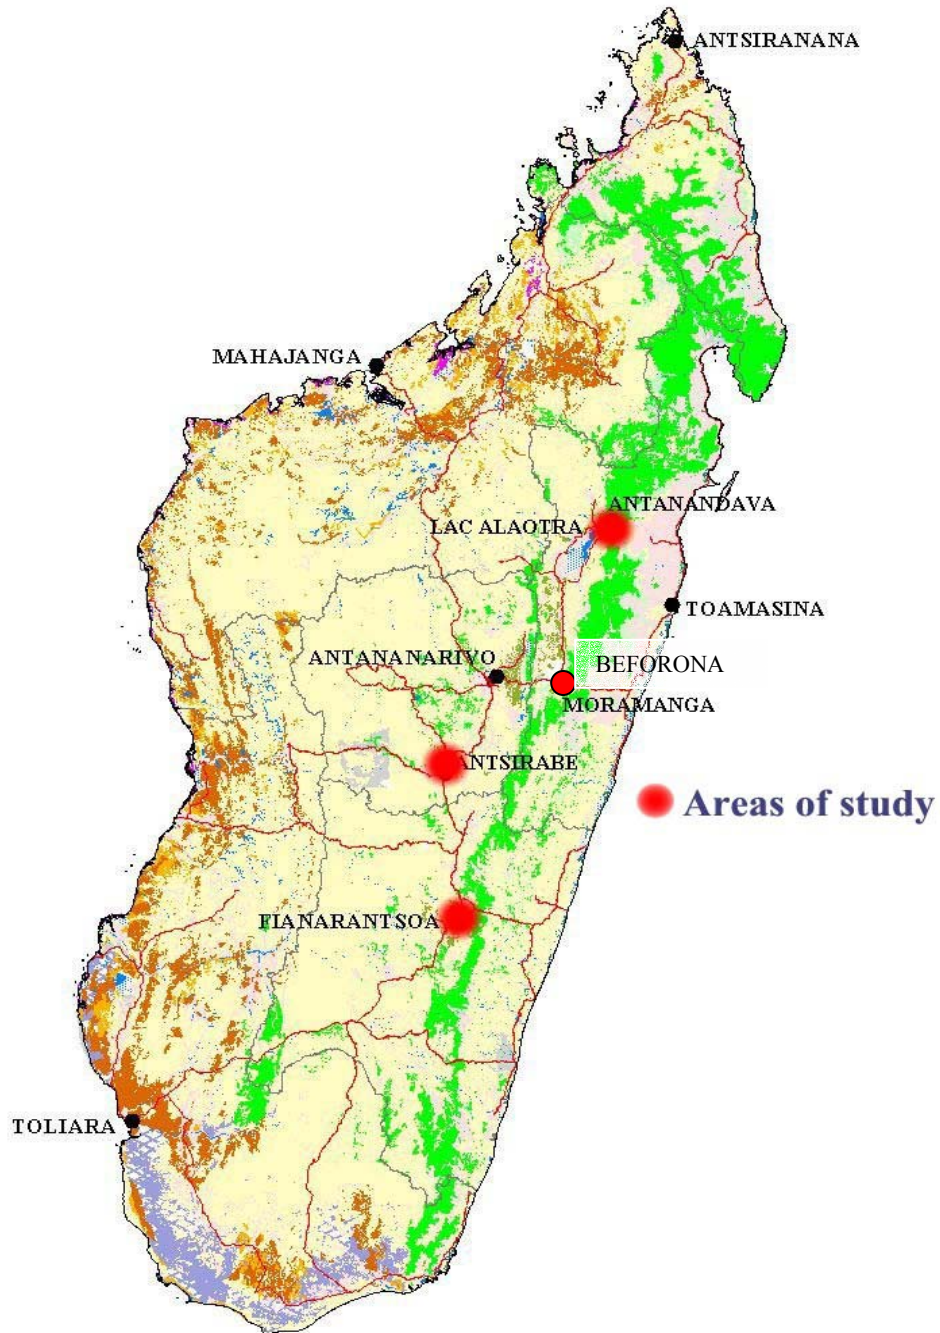 ANTSIRANANA
MAHAJANGA
ANTANANDAVA
LAC ALAOTRA
TOAMASINA
ANTANANARIVO
BEFORONA
MORAMANGA
ANTSIRABE
Areas of study
FIANARANTSOA
TOLIARA